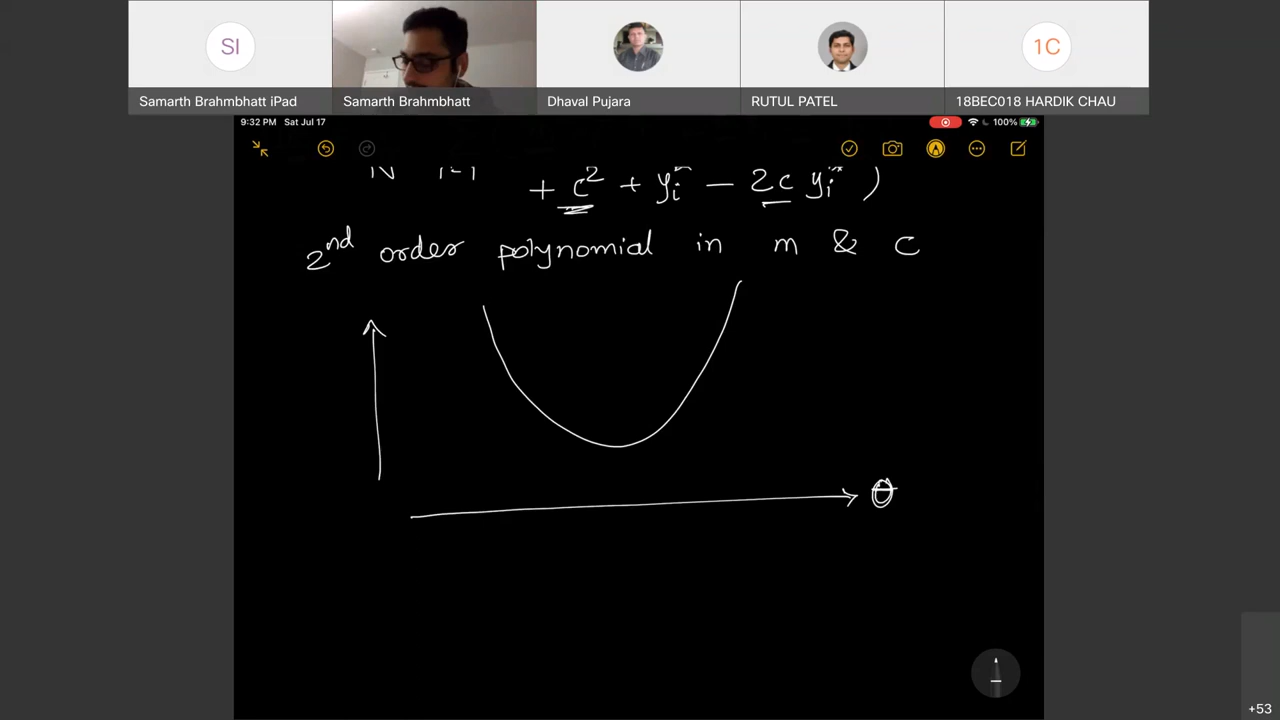 SI
1C
Samarth Brahmbhatt iPad
Samarth Brahmbhatt
Dhaval Pujara
RUTUL PATEL
18BEC018 HARDIK CHAU
9:32 PM Sat Jul 17
100%
+ c² + yᵢ - 2c yᵢ* )
2nd order polynomial in m & c
θ
+53